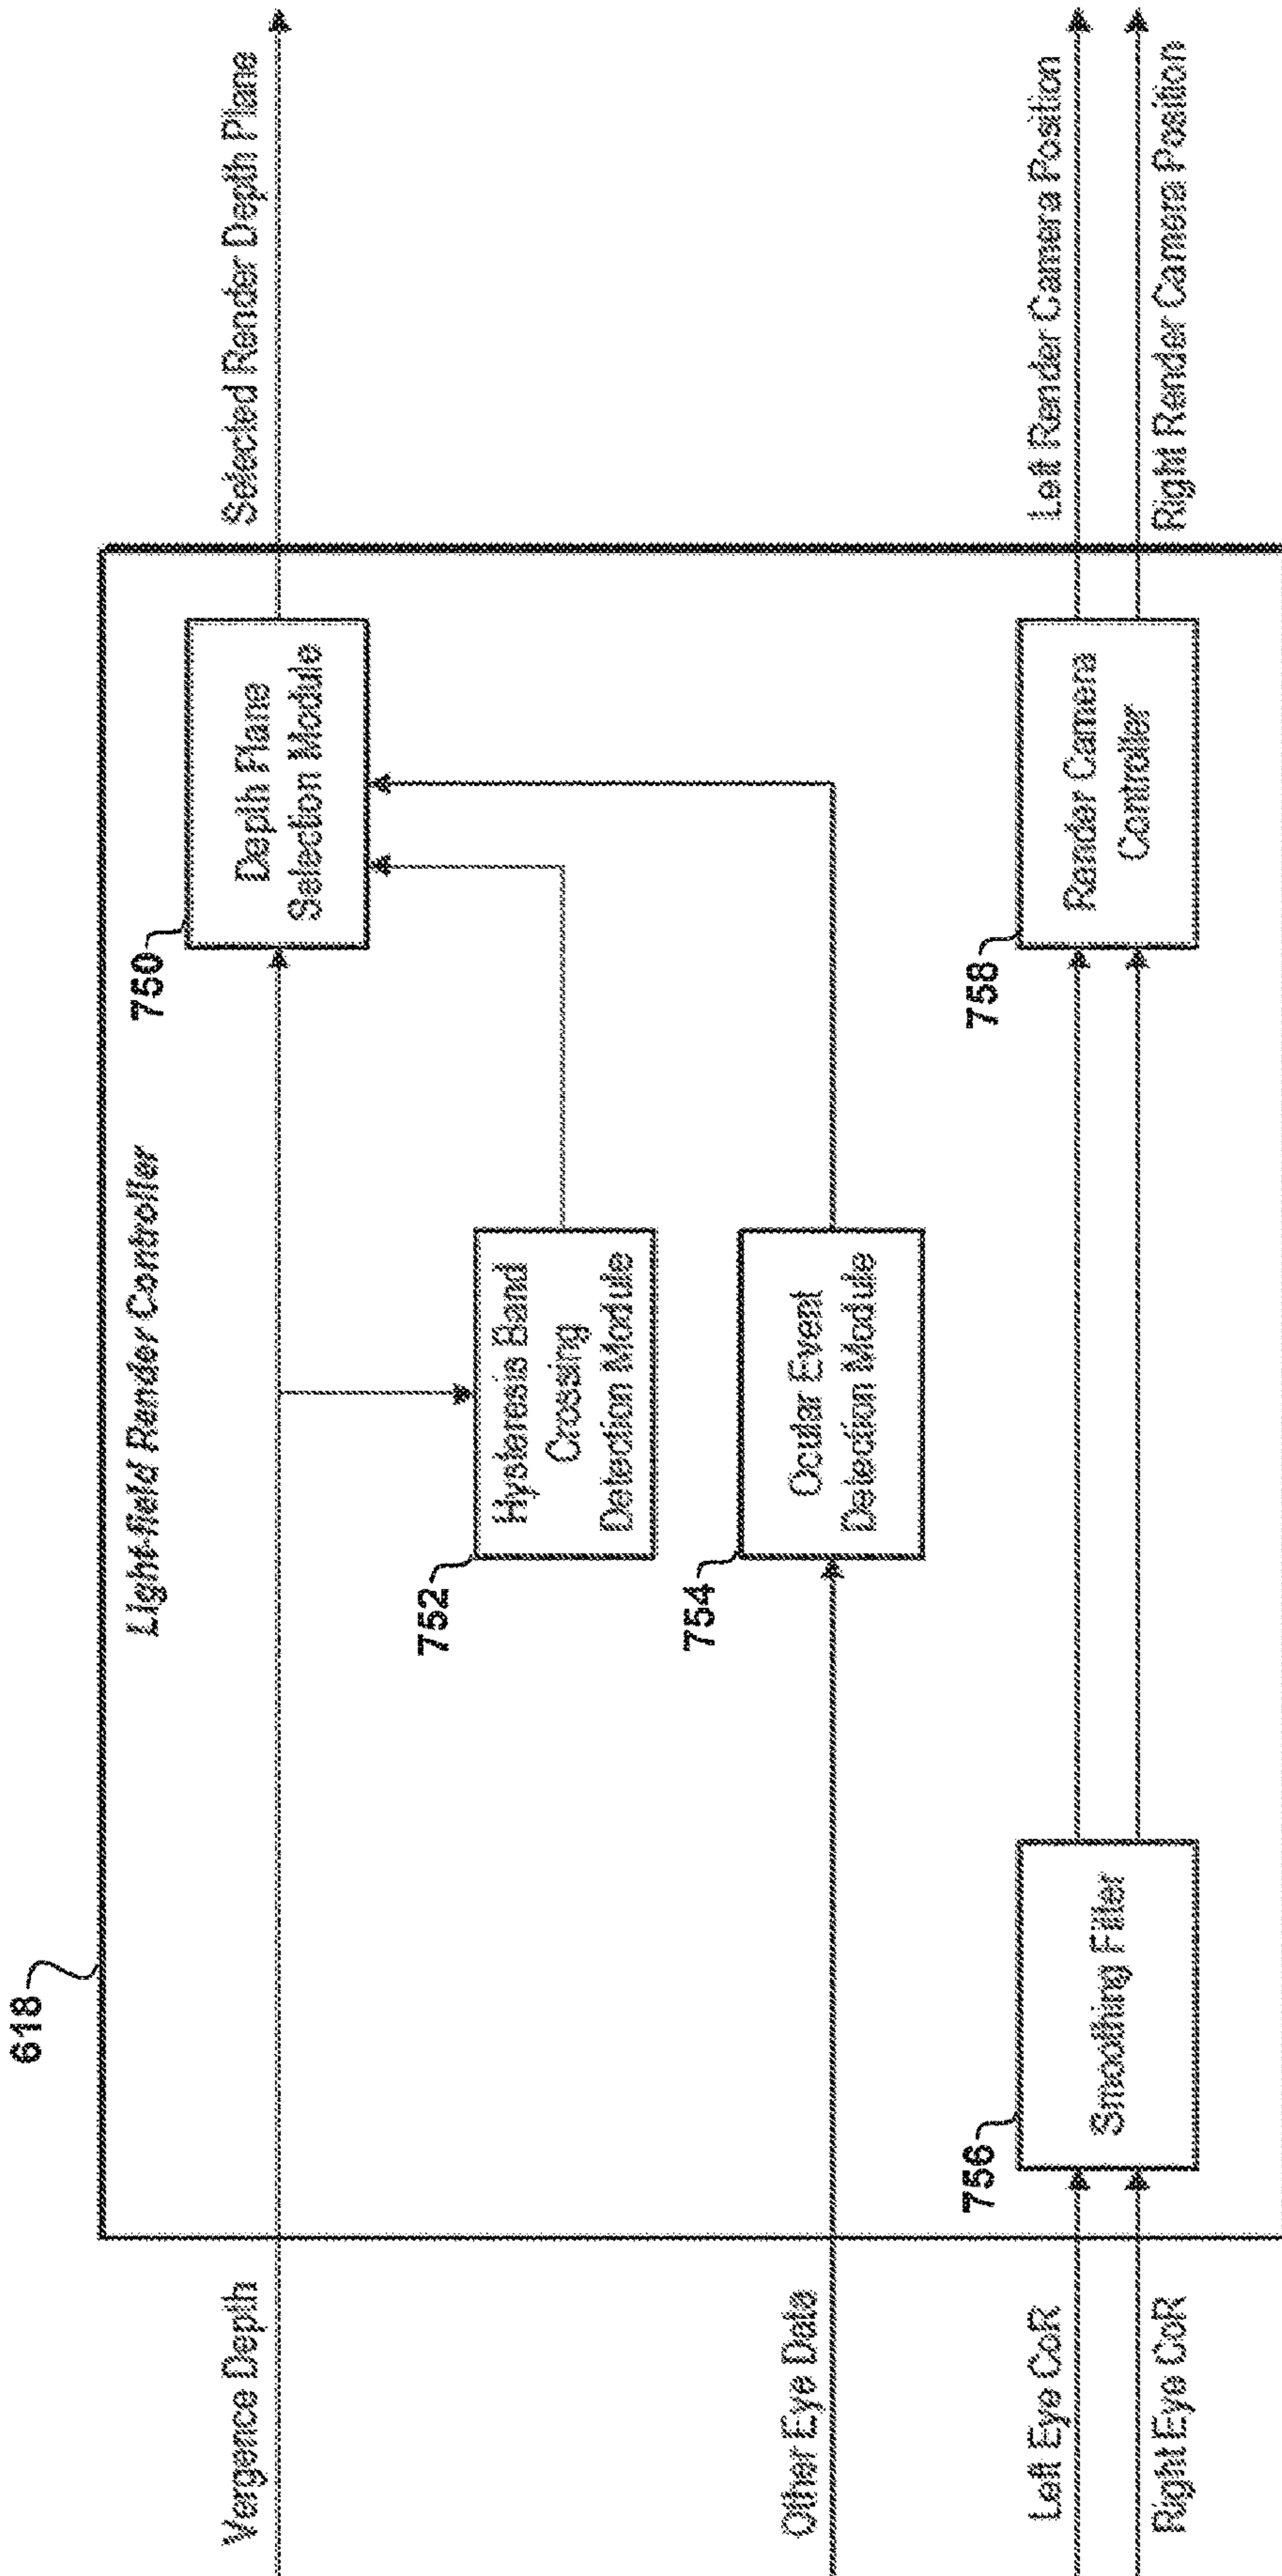 618
Light-field Render Controller
Vergence Depth
750
Depth Plane
Selection Module
Selected Render Depth Plane
752
Hysteresis Band
Crossing
Detection Module
Other Eye Data
754
Ocular Event
Detection Module
Left Eye CoR
Right Eye CoR
756
Smoothing Filter
758
Render Camera
Controller
Left Render Camera Position
Right Render Camera Position